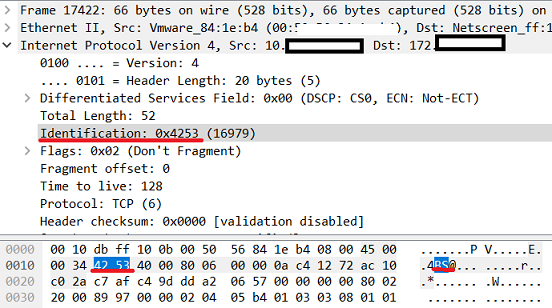 Frame 17422: 66 bytes on wire (528 bits), 66 bytes captured (528 bits) on
Ethernet II, Src: Vmware_84:1e:b4 (00: Dst: Netscreen_ff:1
Internet Protocol Version 4, Src: 10. Dst: 172.
0100 .... = Version: 4
.... 0101 = Header Length: 20 bytes (5)
Differentiated Services Field: 0x00 (DSCP: CS0, ECN: Not-ECT)
Total Length: 52
Identification: 0x4253 (16979)
Flags: 0x02 (Don't Fragment)
Fragment offset: 0
Time to live: 128
Protocol: TCP (6)
Header checksum: 0x0000 [validation disabled]
0000 00 10 db ff 10 0b 00 50 56 84 1e b4 08 00 45 00 .......P V.....E.
0010 00 34 42 53 40 00 80 06 00 00 0a c4 12 72 ac 10 .4BS@... .....r..
0020 c0 2a c7 af c4 9d dd a2 06 57 00 00 00 00 80 02 .*...... .W......
0030 20 00 89 97 00 00 02 04 05 b4 01 03 03 08 01 01